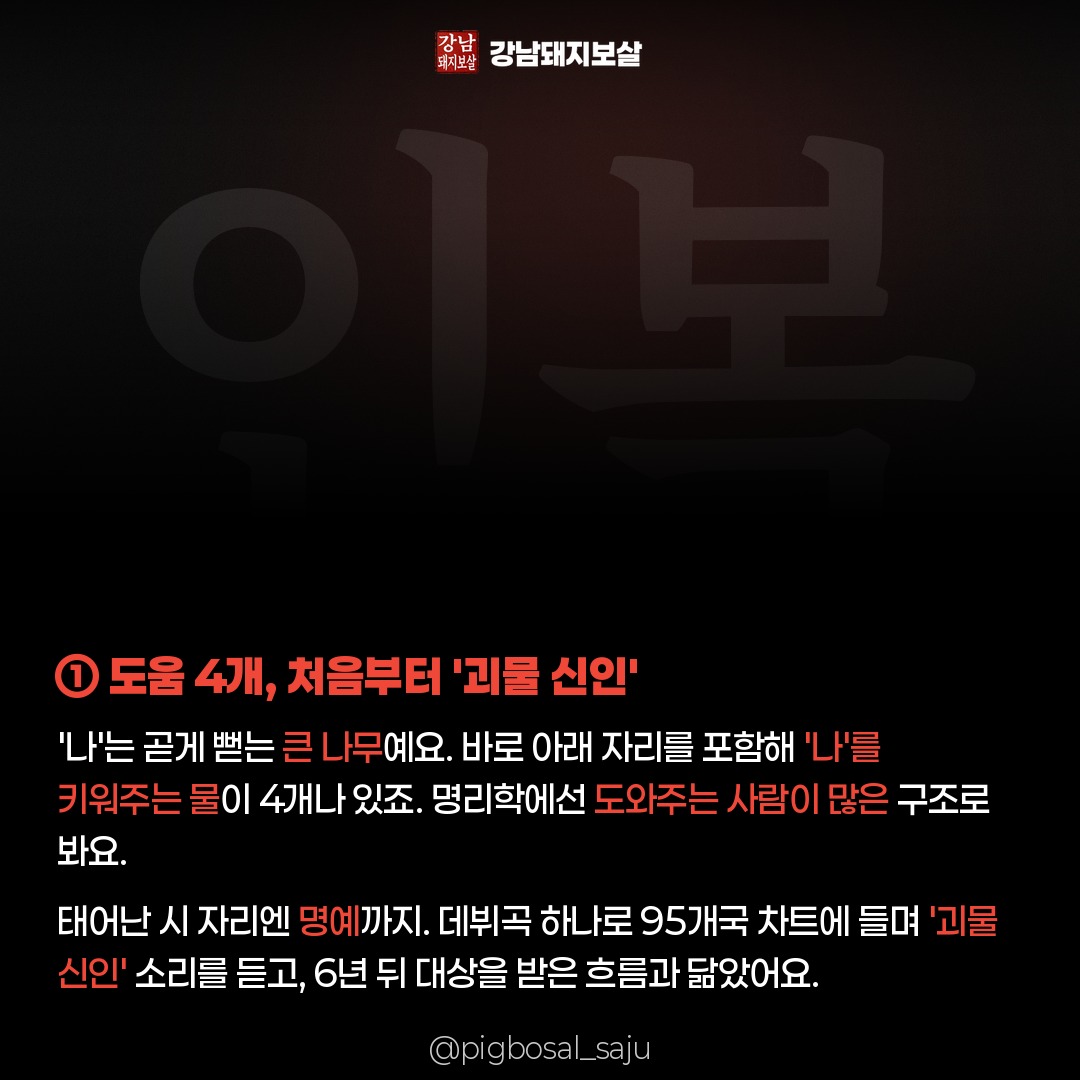 강남
돼지보살
강남돼지보살
인복
① 도움 4개, 처음부터 '괴물 신인'
'나'는 곧게 뻗는 큰 나무예요. 바로 아래 자리를 포함해 '나'를
키워주는 물이 4개나 있죠. 명리학에선 도와주는 사람이 많은 구조로
봐요.
태어난 시 자리엔 명예까지. 데뷔곡 하나로 95개국 차트에 들며 '괴물
신인' 소리를 듣고, 6년 뒤 대상을 받은 흐름과 닮았어요.
@pigbosal_saju